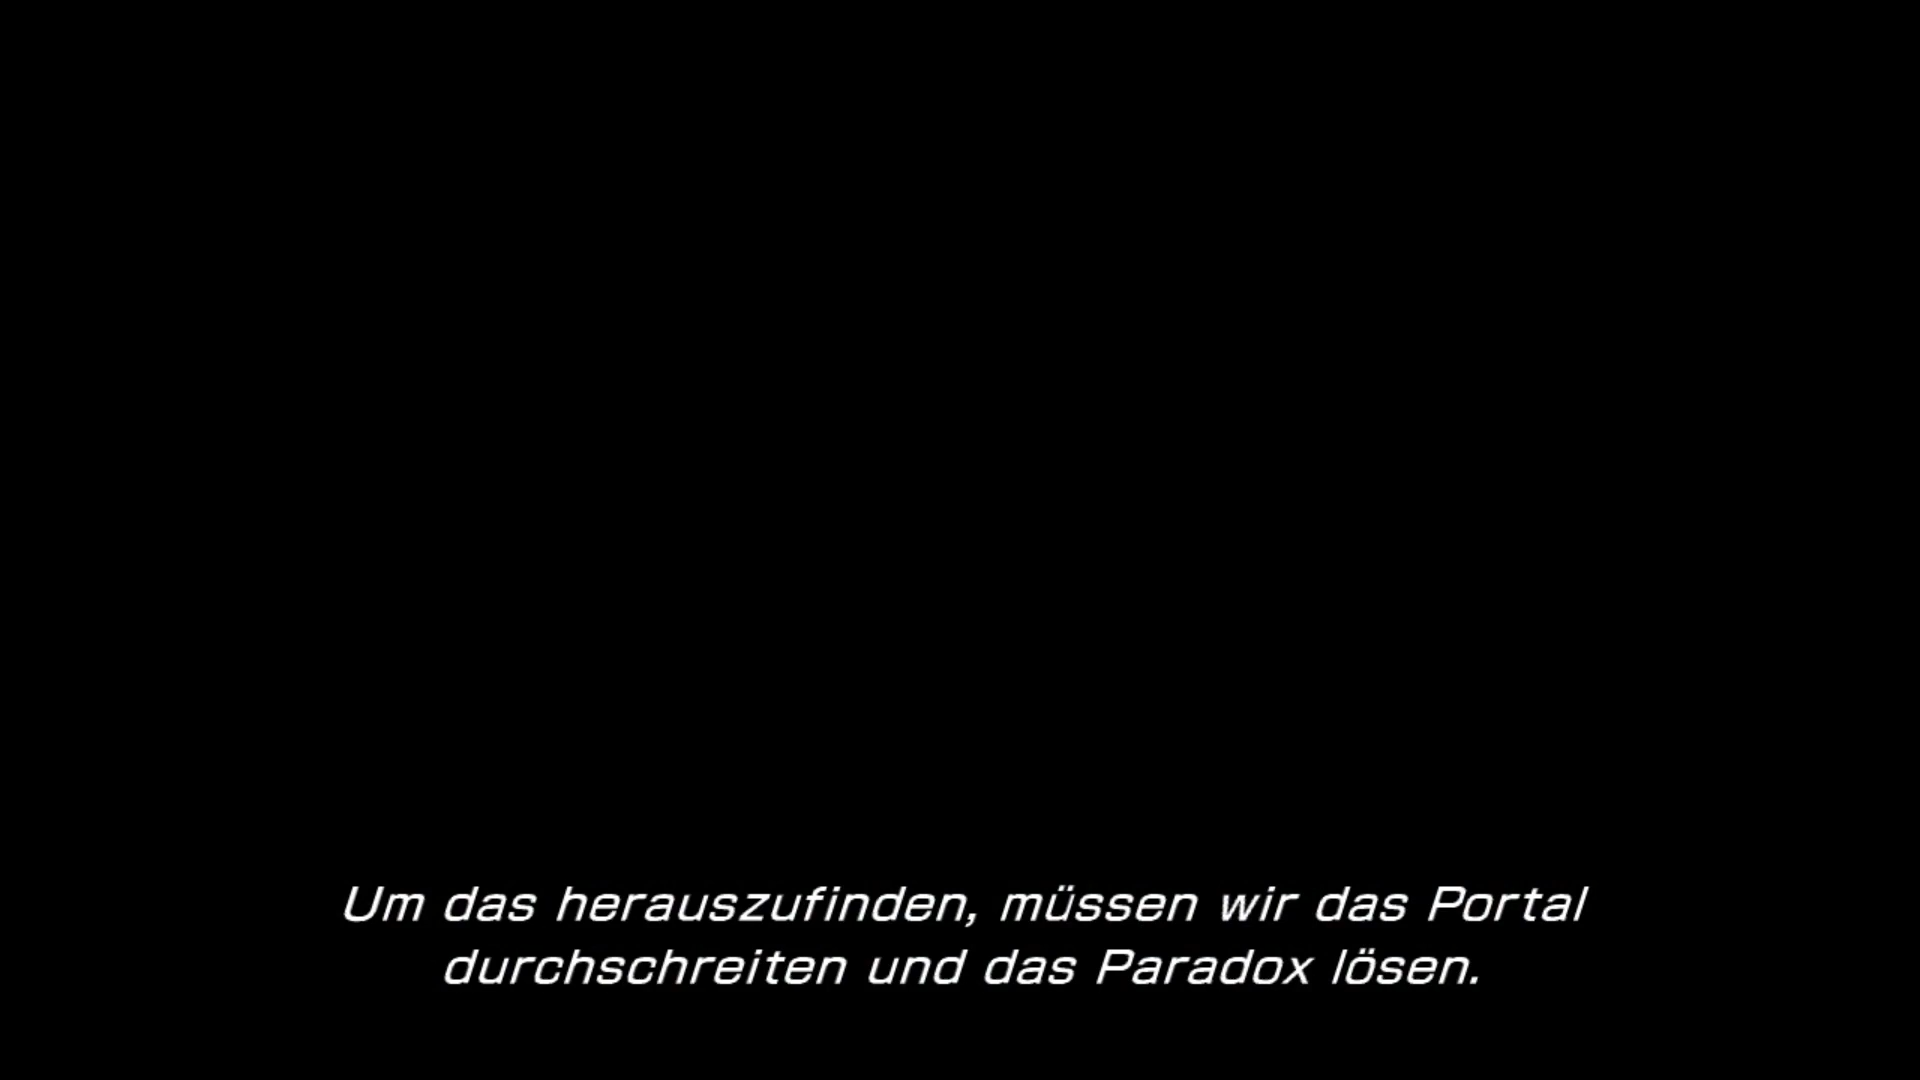 Um das herauszufinden, müssen wir das Portal
durchschreiten und das Paradox lösen.